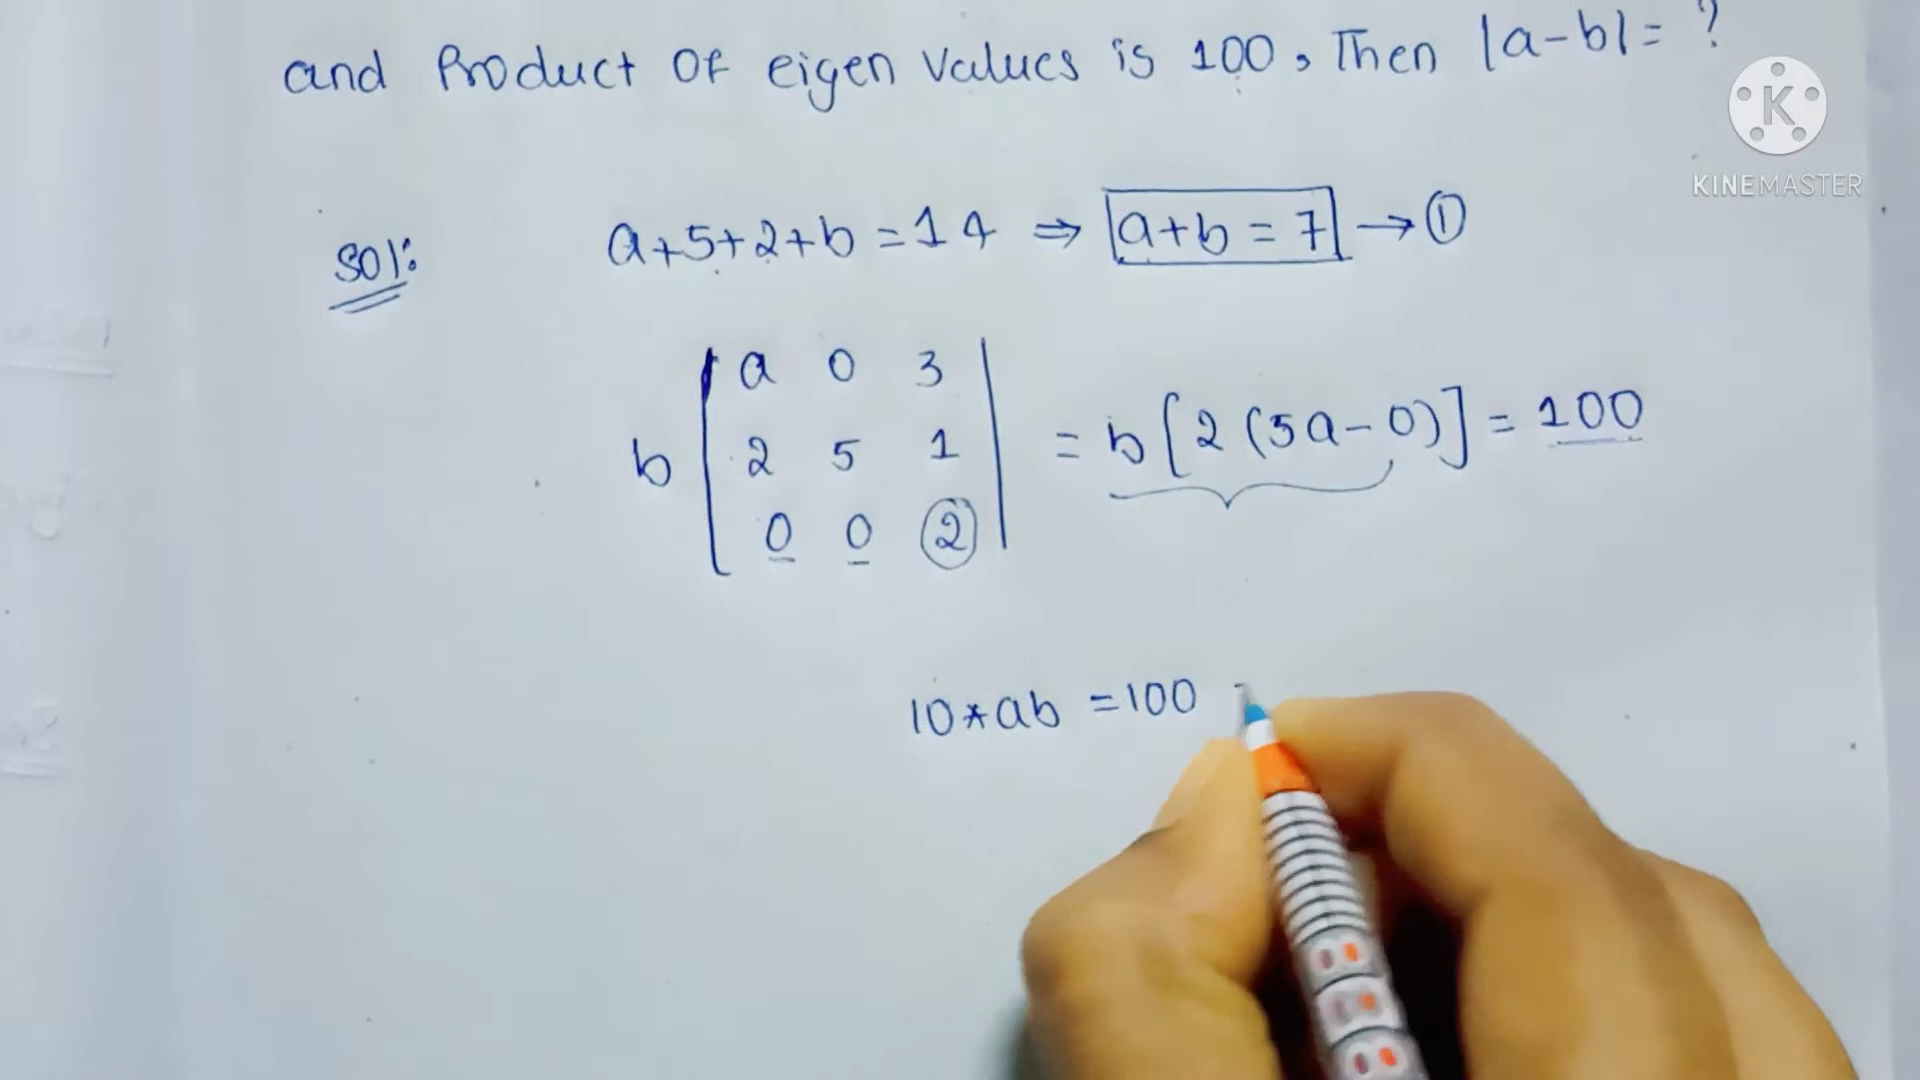 and Product Of eigen values is 100, Then |a-b| = ?
K
KINEMASTER
Sol:
a+5+2+b = 14 ⇒ a+b = 7 → ①
b | a 0 3 |
2 5 1
0 0 2
= b [2 (5a-0)] = 100
10*ab = 100